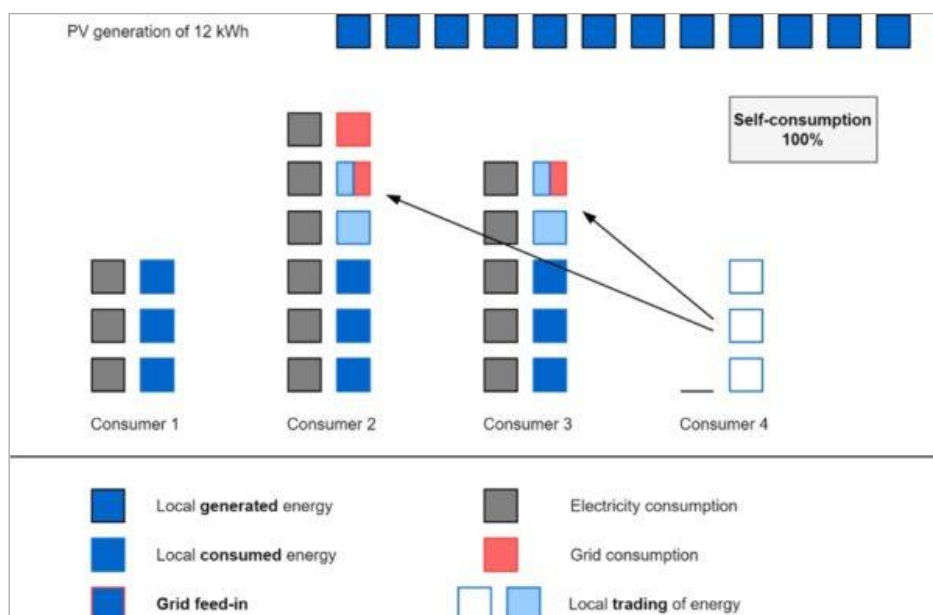 PV generation of 12 kWh
Self-consumption
100%
Consumer 1
Consumer 2
Consumer 3
Consumer 4
Local generated energy
Electricity consumption
Local consumed energy
Grid consumption
Grid feed-in
Local trading of energy